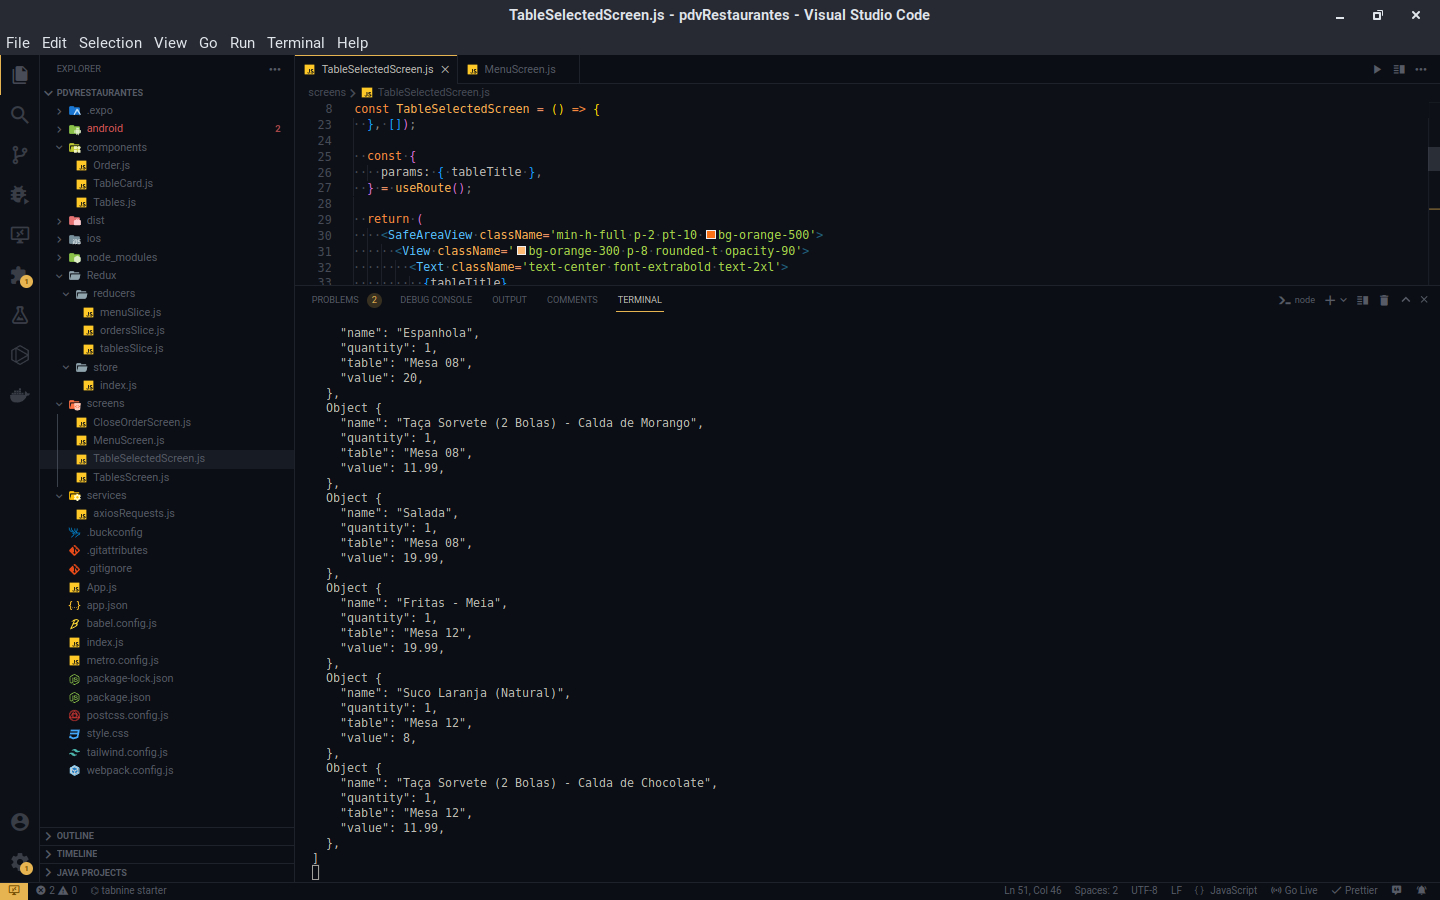 TableSelectedScreen.js - pdvRestaurantes - Visual Studio Code
File Edit Selection View Go Run Terminal Help
EXPLORER
PDVRESTAURANTES
.expo
android 2
components
Order.js
TableCard.js
Tables.js
dist
ios
node_modules
Redux
reducers
menuSlice.js
ordersSlice.js
tablesSlice.js
store
index.js
screens
CloseOrderScreen.js
MenuScreen.js
TableSelectedScreen.js
TablesScreen.js
services
axiosRequests.js
.buckconfig
.gitattributes
.gitignore
App.js
app.json
babel.config.js
index.js
metro.config.js
package-lock.json
package.json
postcss.config.js
style.css
tailwind.config.js
webpack.config.js
OUTLINE
TIMELINE
JAVA PROJECTS
TableSelectedScreen.js MenuScreen.js
screens > TableSelectedScreen.js
8 const TableSelectedScreen = () => {
23 }, []);
24
25 const {
26 params: { tableTitle },
27 } = useRoute();
28
29 return (
30 <SafeAreaView className='min-h-full p-2 pt-10 bg-orange-500'>
31 <View className='bg-orange-300 p-8 rounded-t opacity-90'>
32 <Text className='text-center font-extrabold text-2xl'>
33 {tableTitle}
PROBLEMS 2 DEBUG CONSOLE OUTPUT COMMENTS TERMINAL node
"name": "Espanhola",
"quantity": 1,
"table": "Mesa 08",
"value": 20,
},
Object {
"name": "Taça Sorvete (2 Bolas) - Calda de Morango",
"quantity": 1,
"table": "Mesa 08",
"value": 11.99,
},
Object {
"name": "Salada",
"quantity": 1,
"table": "Mesa 08",
"value": 19.99,
},
Object {
"name": "Fritas - Meia",
"quantity": 1,
"table": "Mesa 12",
"value": 19.99,
},
Object {
"name": "Suco Laranja (Natural)",
"quantity": 1,
"table": "Mesa 12",
"value": 8,
},
Object {
"name": "Taça Sorvete (2 Bolas) - Calda de Chocolate",
"quantity": 1,
"table": "Mesa 12",
"value": 11.99,
},
]
2 0 tabnine starter Ln 51, Col 46 Spaces: 2 UTF-8 LF {} JavaScript Go Live Prettier